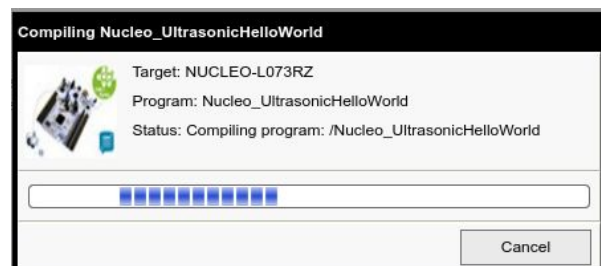 Compiling Nucleo_UltrasonicHelloWorld
Target: NUCLEO-L073RZ
Program: Nucleo_UltrasonicHelloWorld
Status: Compiling program: /Nucleo_UltrasonicHelloWorld
Cancel